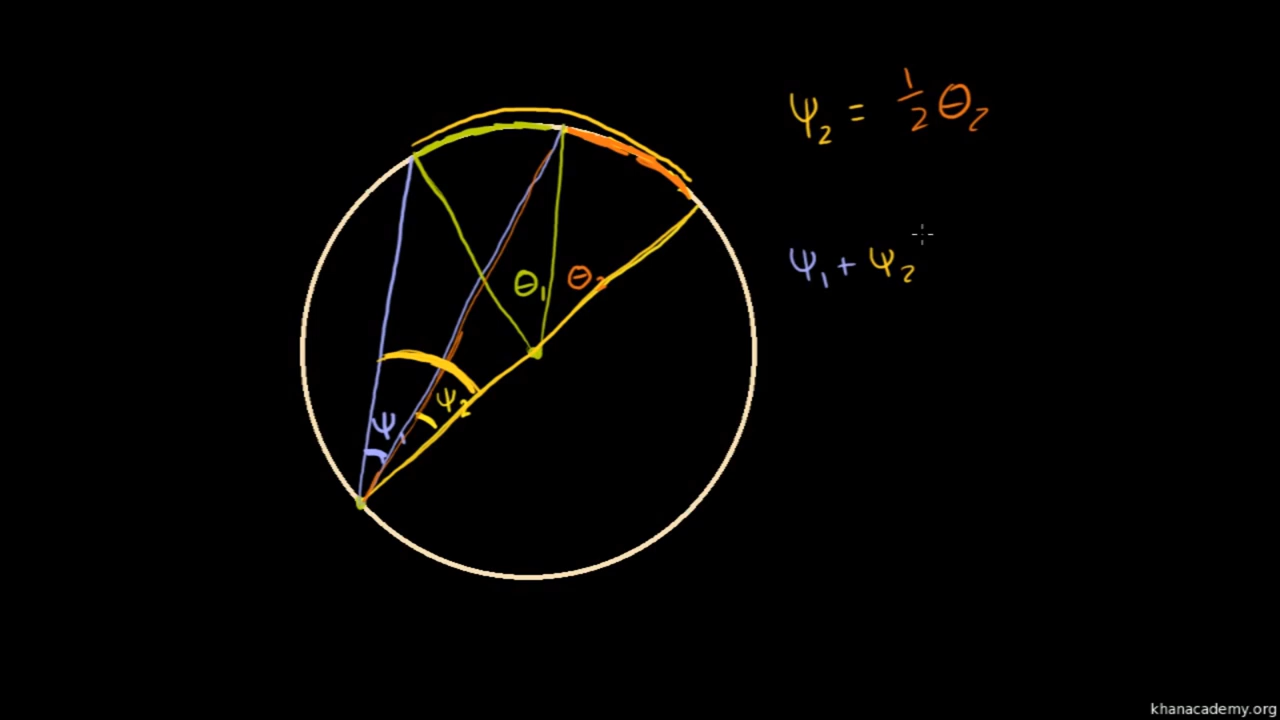 ψ₂ = 1/2 θ₂
θ₁ θ₂
ψ₁ + ψ₂
ψ₂
ψ₁
khanacademy.org